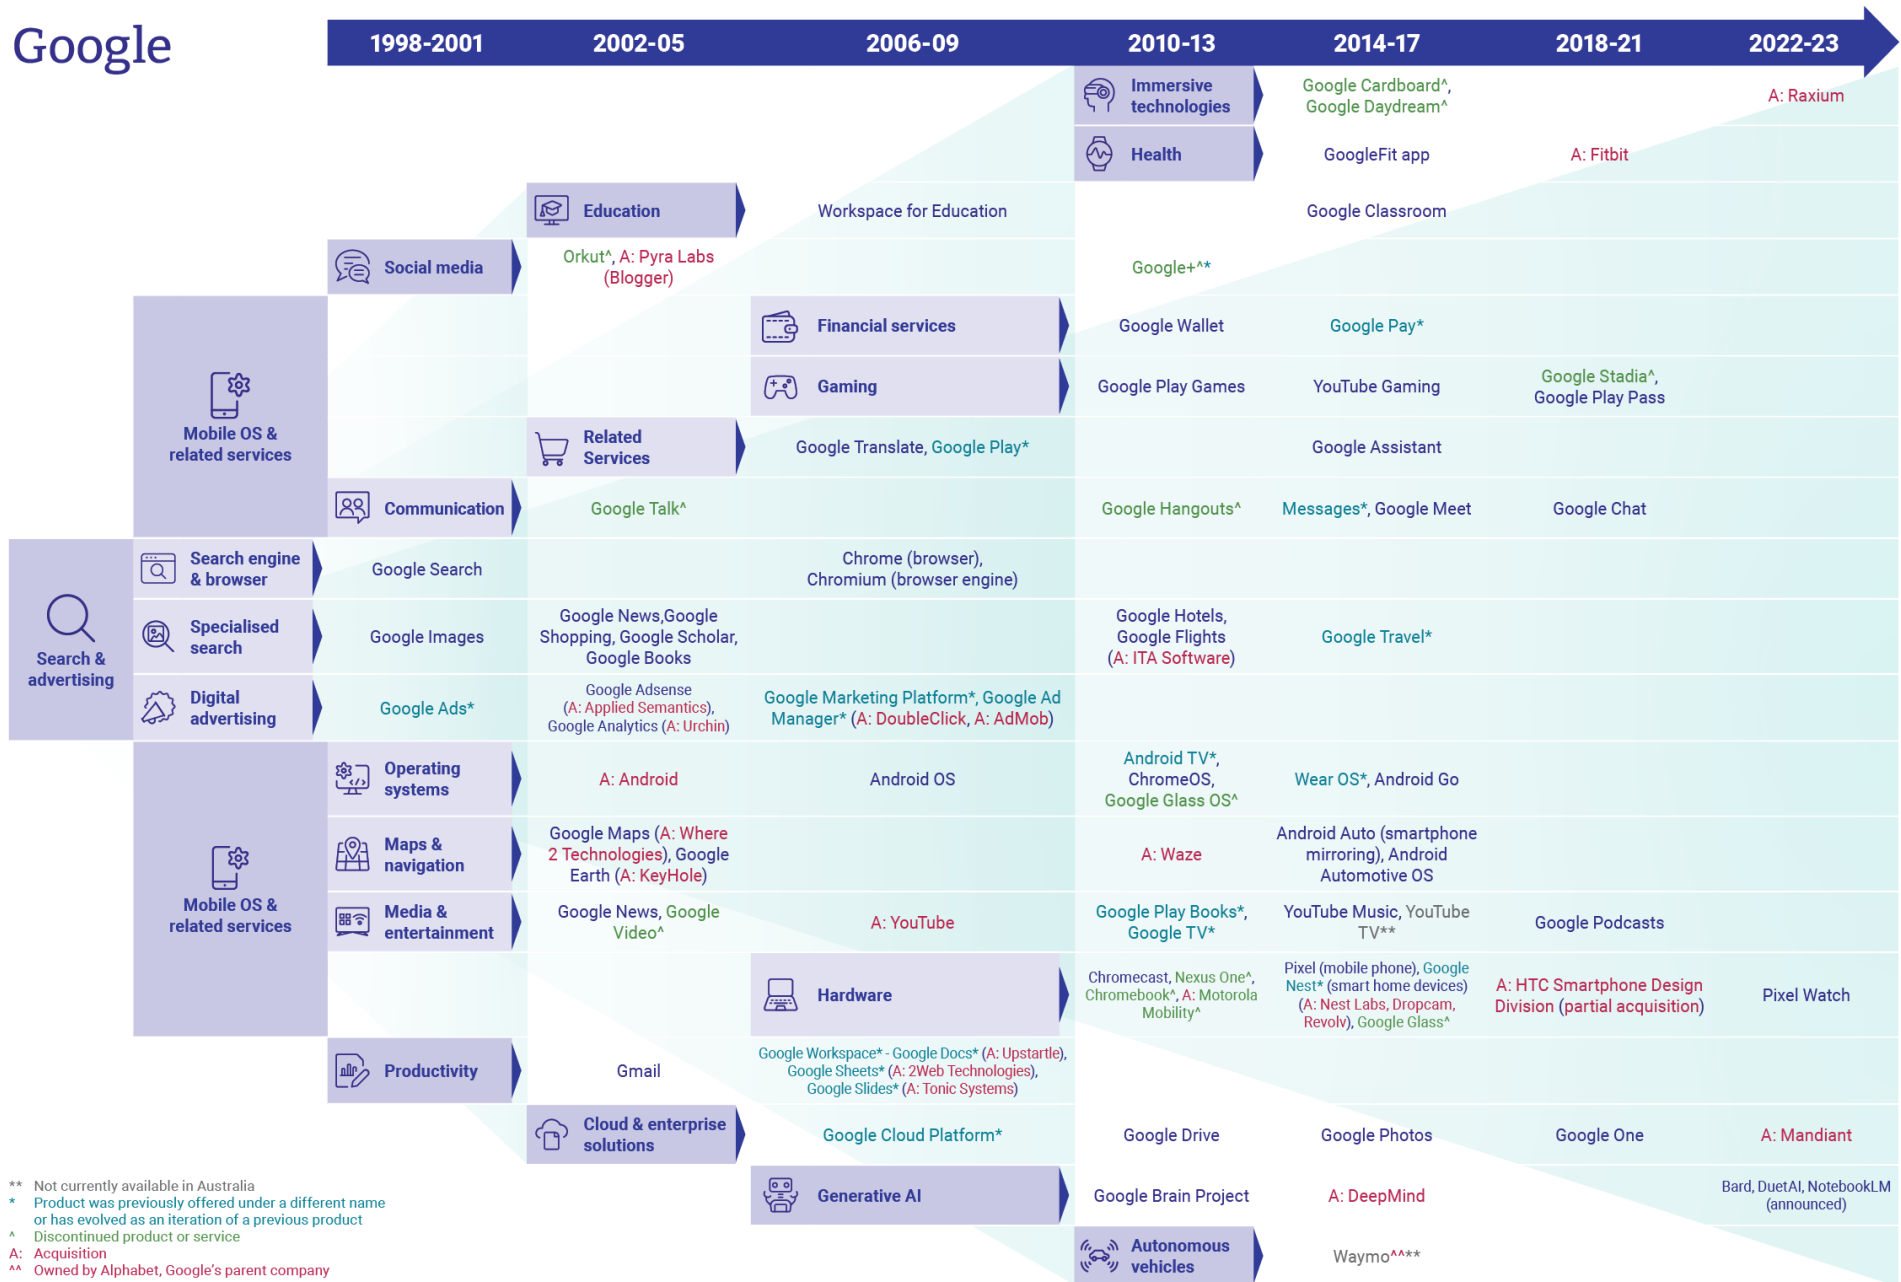 Google
1998-2001
2002-05
2006-09
2010-13
2014-17
2018-21
2022-23
Immersive
technologies
Google Cardboard^,
Google Daydream^
A: Raxium
Health
GoogleFit app
A: Fitbit
Education
Workspace for Education
Google Classroom
Social media
Orkut^, A: Pyra Labs
(Blogger)
Google+^*
Mobile OS &
related services
Financial services
Google Wallet
Google Pay*
Gaming
Google Play Games
YouTube Gaming
Google Stadia^,
Google Play Pass
Related
Services
Google Translate, Google Play*
Google Assistant
Communication
Google Talk^
Google Hangouts^
Messages*, Google Meet
Google Chat
Search &
advertising
Search engine
& browser
Google Search
Chrome (browser),
Chromium (browser engine)
Specialised
search
Google Images
Google News,Google
Shopping, Google Scholar,
Google Books
Google Hotels,
Google Flights
(A: ITA Software)
Google Travel*
Digital
advertising
Google Ads*
Google Adsense
(A: Applied Semantics),
Google Analytics (A: Urchin)
Google Marketing Platform*, Google Ad
Manager* (A: DoubleClick, A: AdMob)
Mobile OS &
related services
Operating
systems
A: Android
Android OS
Android TV*,
ChromeOS,
Google Glass OS^
Wear OS*, Android Go
Maps &
navigation
Google Maps (A: Where
2 Technologies), Google
Earth (A: KeyHole)
A: Waze
Android Auto (smartphone
mirroring), Android
Automotive OS
Media &
entertainment
Google News, Google
Video^
A: YouTube
Google Play Books*,
Google TV*
YouTube Music, YouTube
TV**
Google Podcasts
Hardware
Chromecast, Nexus One^,
Chromebook^, A: Motorola
Mobility^
Pixel (mobile phone), Google
Nest* (smart home devices)
(A: Nest Labs, Dropcam,
Revolv), Google Glass^
A: HTC Smartphone Design
Division (partial acquisition)
Pixel Watch
Productivity
Gmail
Google Workspace* - Google Docs* (A: Upstartle),
Google Sheets* (A: 2Web Technologies),
Google Slides* (A: Tonic Systems)
Cloud & enterprise
solutions
Google Cloud Platform*
Google Drive
Google Photos
Google One
A: Mandiant
Generative AI
Google Brain Project
A: DeepMind
Bard, DuetAI, NotebookLM
(announced)
Autonomous
vehicles
Waymo^^**
** Not currently available in Australia
* Product was previously offered under a different name
or has evolved as an iteration of a previous product
^ Discontinued product or service
A: Acquisition
^^ Owned by Alphabet, Google's parent company